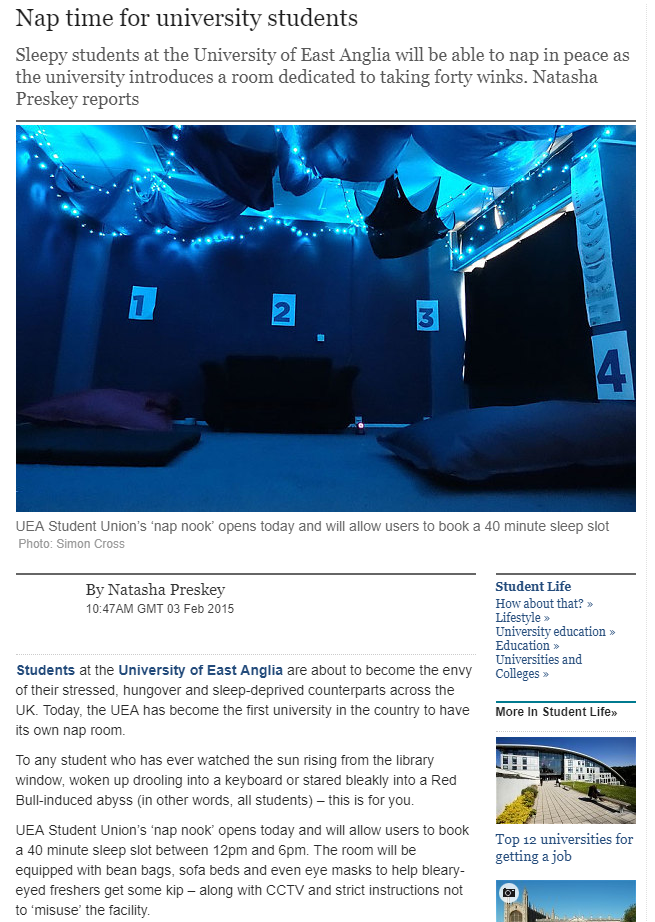 Nap time for university students
Sleepy students at the University of East Anglia will be able to nap in peace as
the university introduces a room dedicated to taking forty winks. Natasha
Preskey reports
1
2
3
4
UEA Student Union’s ‘nap nook’ opens today and will allow users to book a 40 minute sleep slot
Photo: Simon Cross
By Natasha Preskey
10:47AM GMT 03 Feb 2015
Students at the University of East Anglia are about to become the envy
of their stressed, hungover and sleep-deprived counterparts across the
UK. Today, the UEA has become the first university in the country to have
its own nap room.
To any student who has ever watched the sun rising from the library
window, woken up drooling into a keyboard or stared bleakly into a Red
Bull-induced abyss (in other words, all students) – this is for you.
UEA Student Union’s ‘nap nook’ opens today and will allow users to book
a 40 minute sleep slot between 12pm and 6pm. The room will be
equipped with bean bags, sofa beds and even eye masks to help bleary-
eyed freshers get some kip – along with CCTV and strict instructions not
to ‘misuse’ the facility.
Student Life
How about that? »
Lifestyle »
University education »
Education »
Universities and
Colleges »
More In Student Life»
Top 12 universities for
getting a job